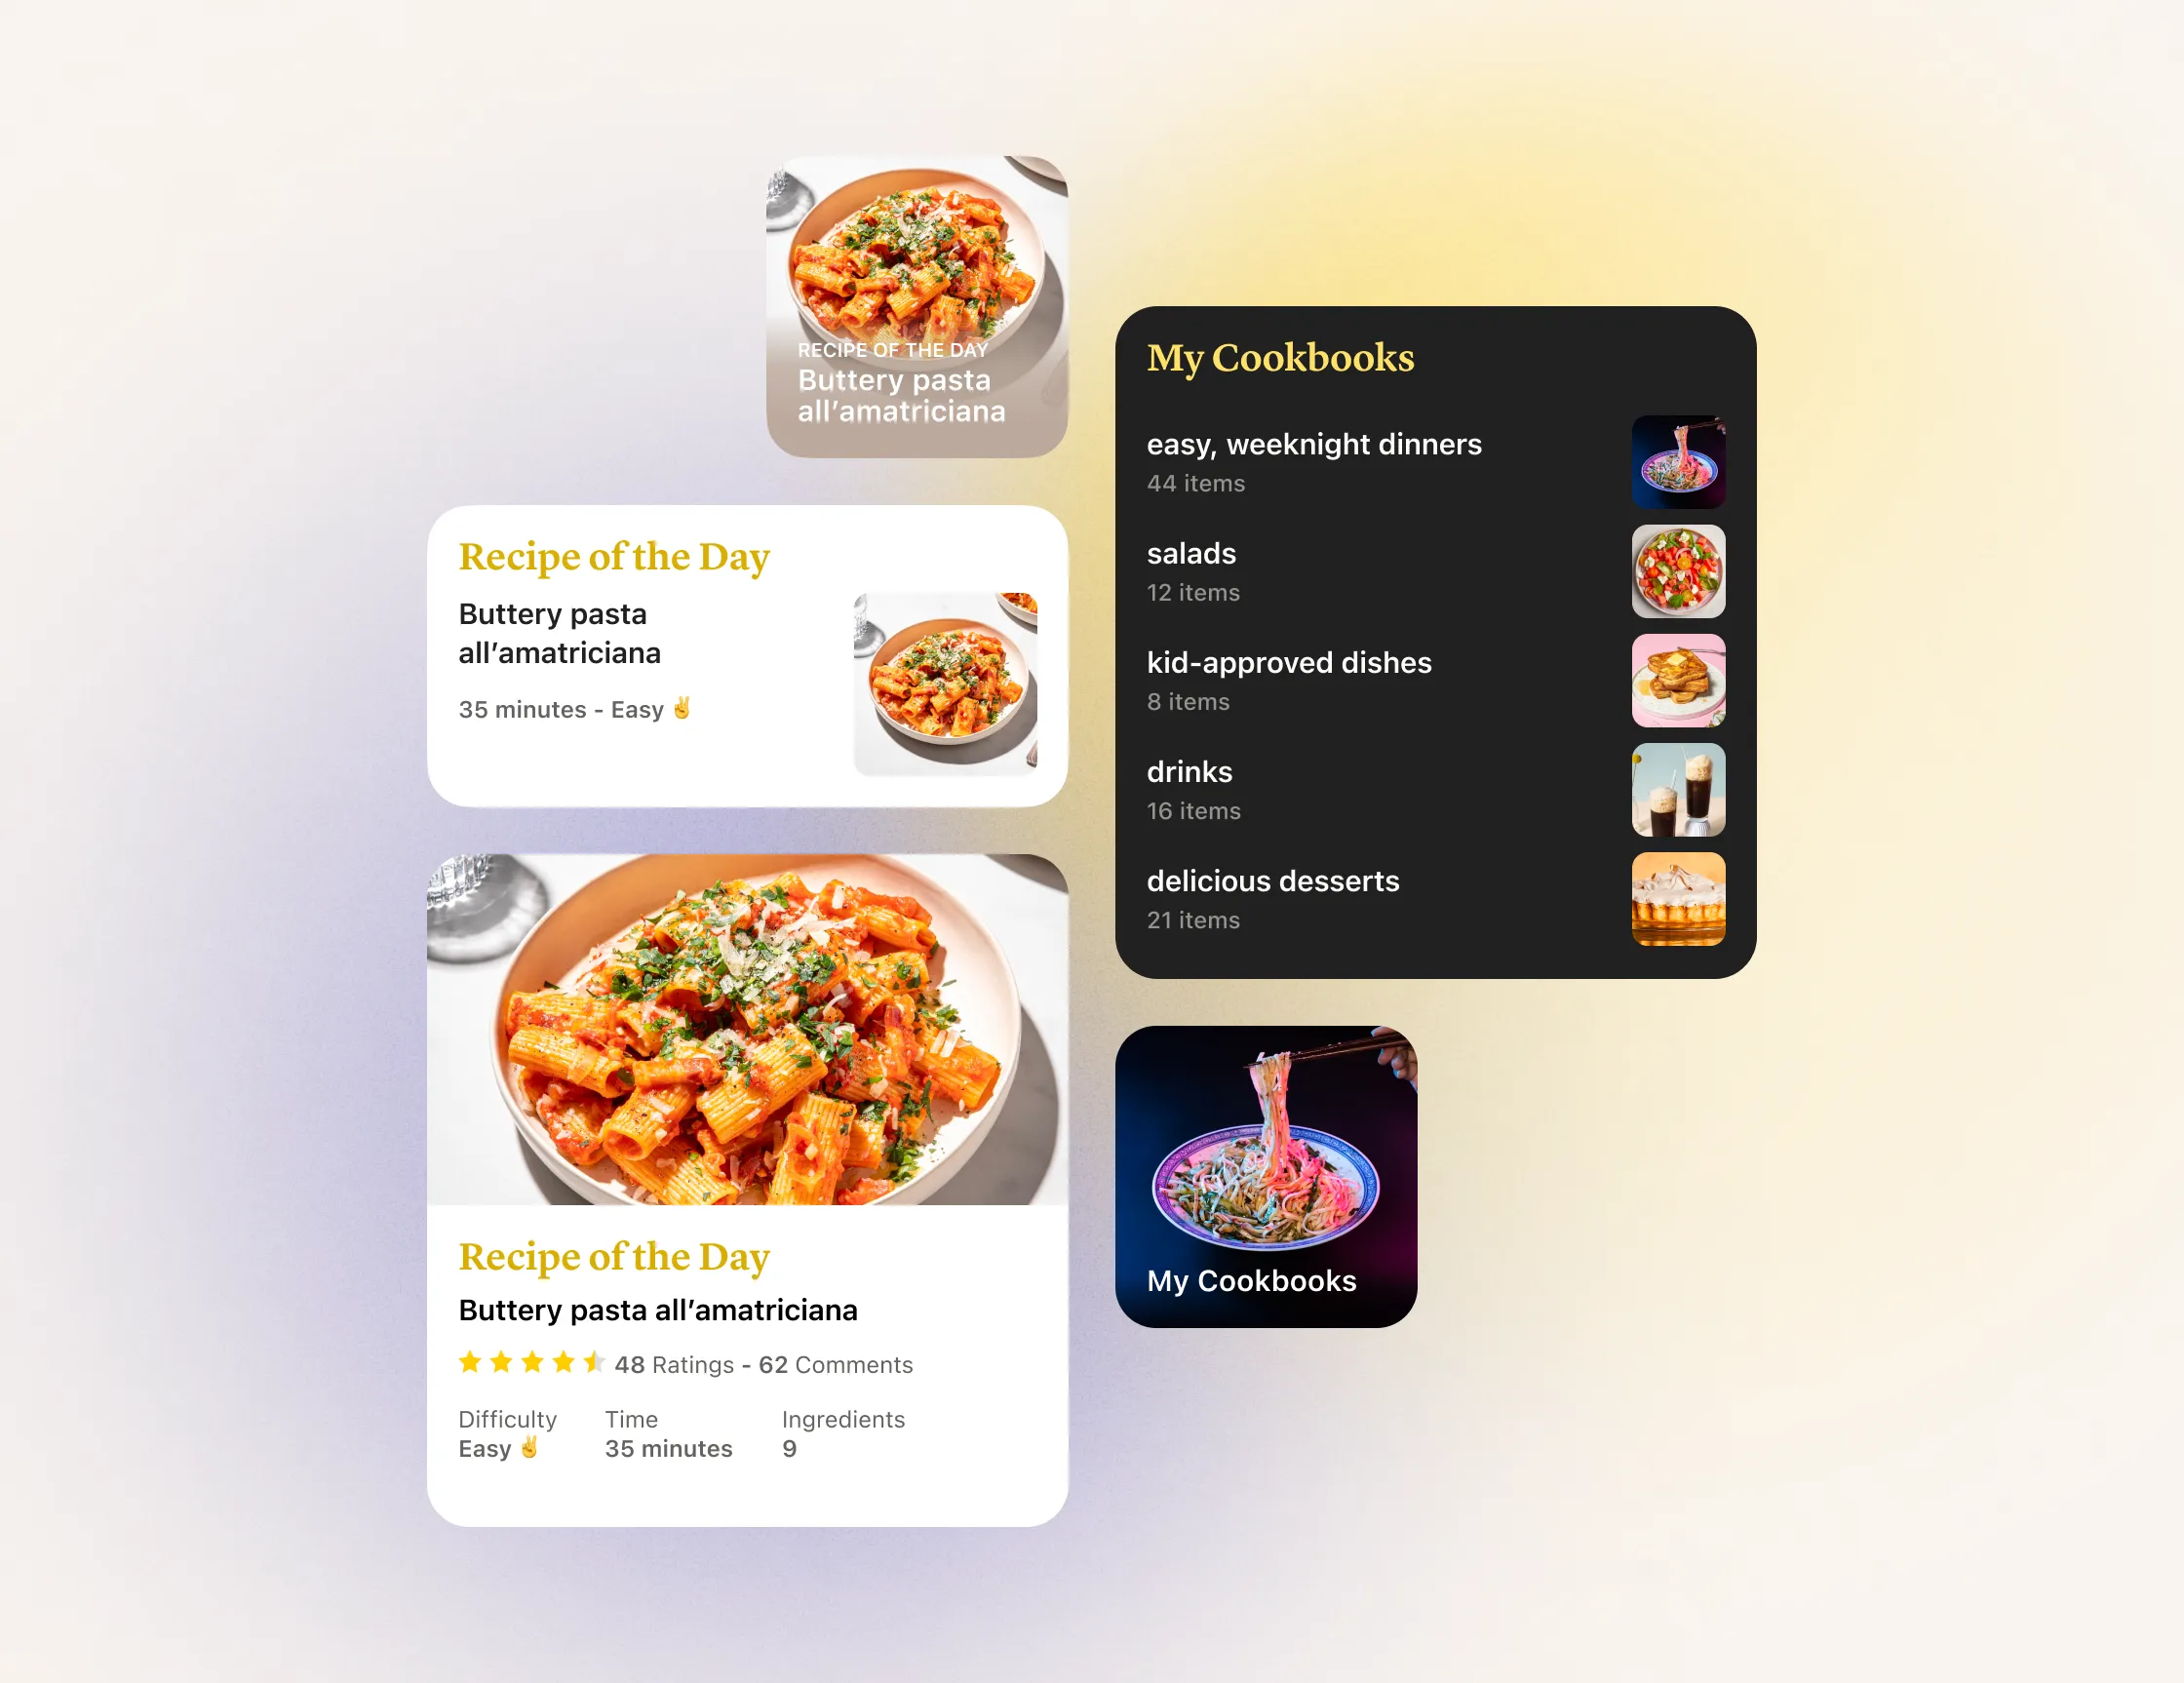 RECIPE OF THE DAY
Buttery pasta
all’amatriciana
Recipe of the Day
Buttery pasta
all’amatriciana
35 minutes - Easy ✌️
Recipe of the Day
Buttery pasta all’amatriciana
48 Ratings - 62 Comments
Difficulty Time Ingredients
Easy ✌️ 35 minutes 9
My Cookbooks
easy, weeknight dinners
44 items
salads
12 items
kid-approved dishes
8 items
drinks
16 items
delicious desserts
21 items
My Cookbooks